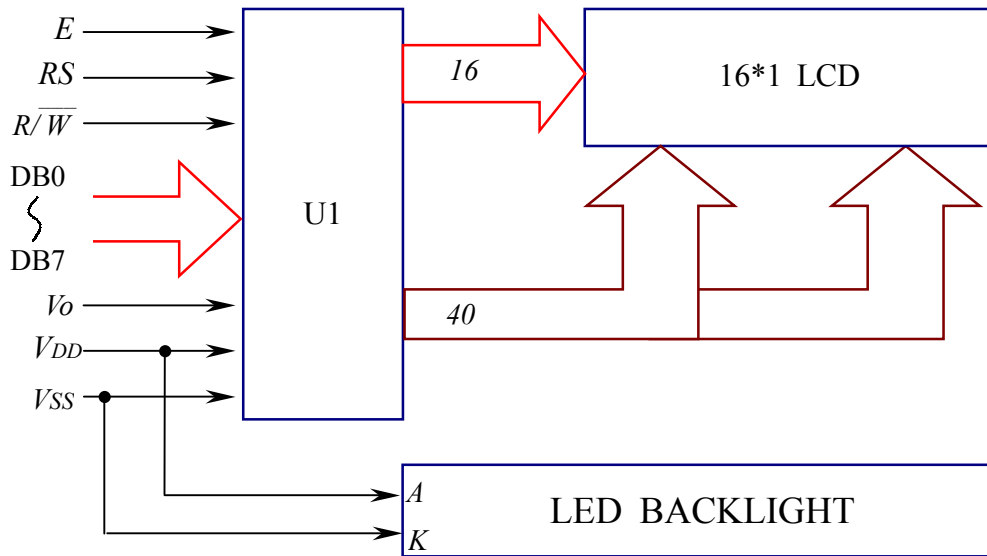 E
RS
R/W̅
DB0
DB7
Vo
VDD
VSS
U1
16
40
16*1 LCD
A
K
LED BACKLIGHT